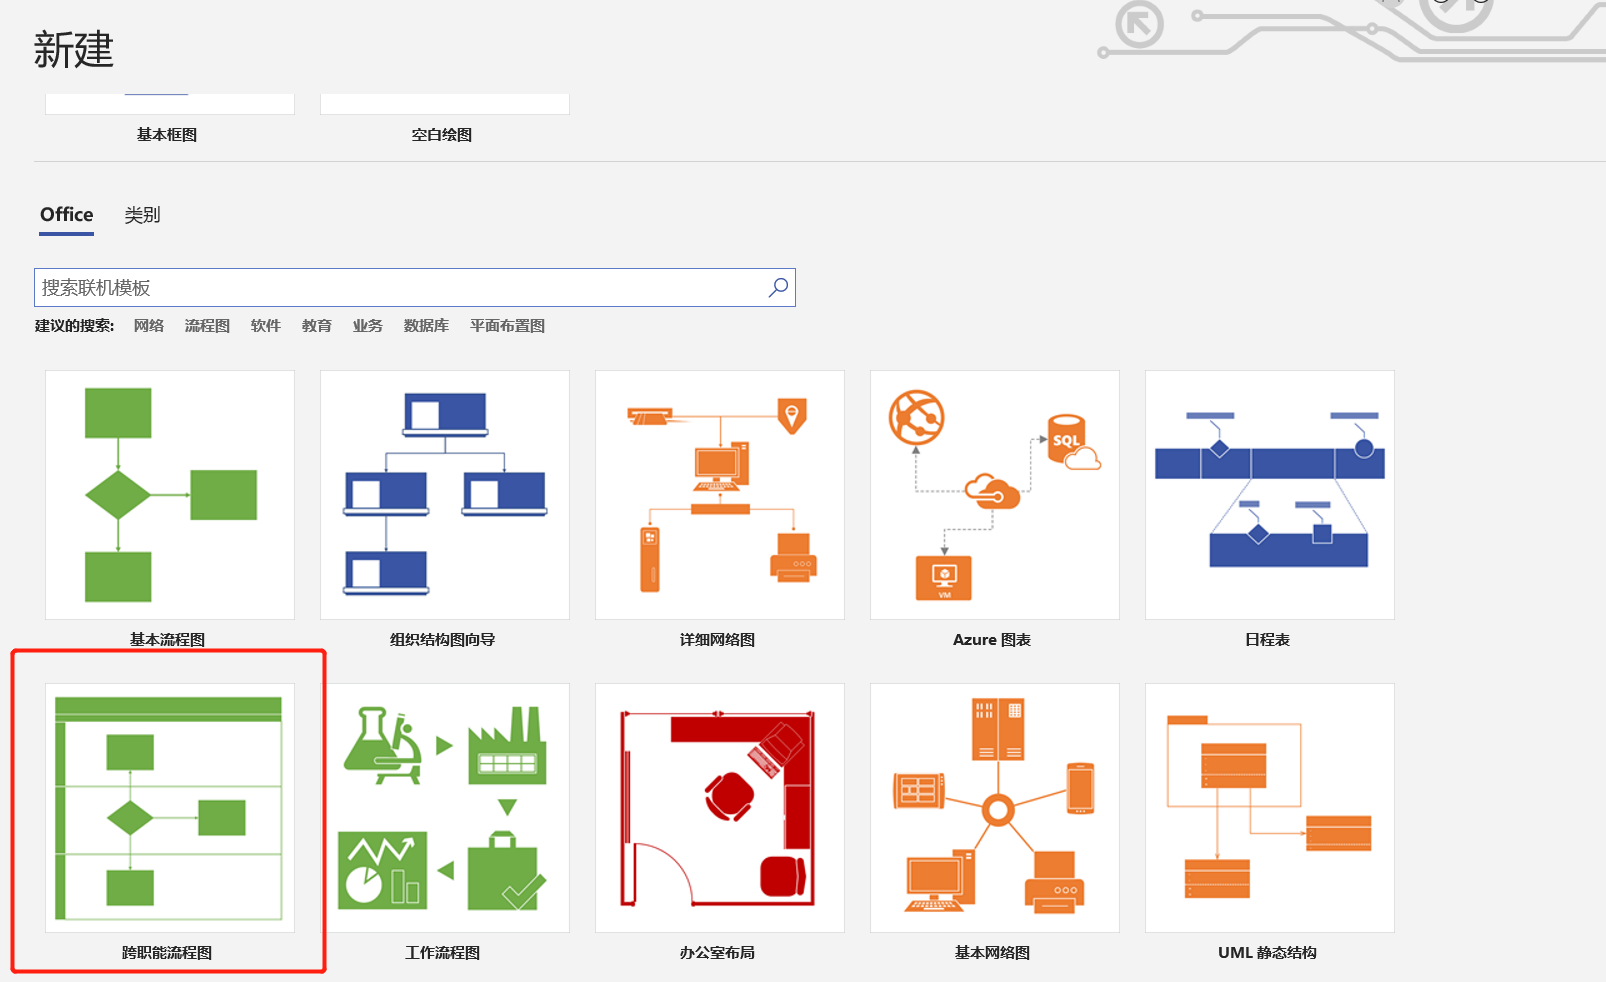 新建
基本框图 空白绘图
Office 类别
搜索联机模板
建议的搜索: 网络 流程图 软件 教育 业务 数据库 平面布置图
SQL
VM
基本流程图 组织结构图向导 详细网络图 Azure 图表 日程表
跨职能流程图 工作流程图 办公室布局 基本网络图 UML 静态结构